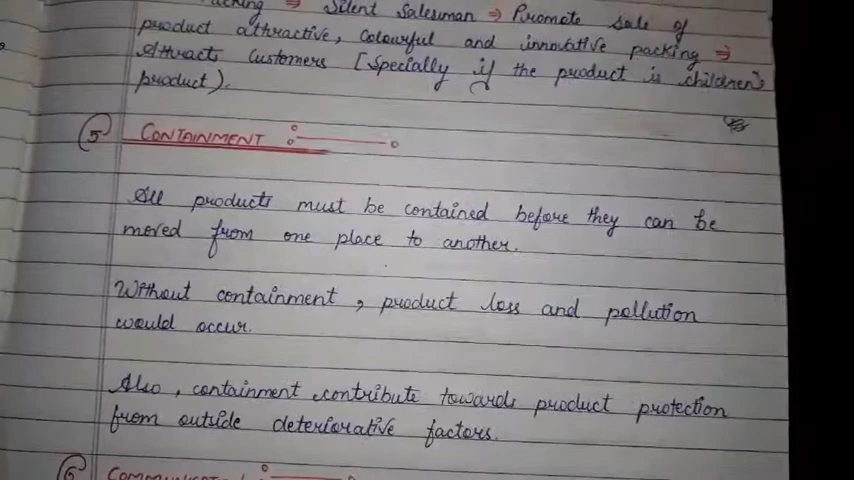 Packing ⇒ Silent Salesman ⇒ Promote sale of
product attractive, Colourful and innovative packing ⇒
Attracts Customers [Specially if the product is children's
product).
5 CONTAINMENT
All products must be contained before they can be
moved from one place to another.
Without containment, product loss and pollution
would occur.
Also, containment contribute towards product protection
from outside deteriorative factors.
6